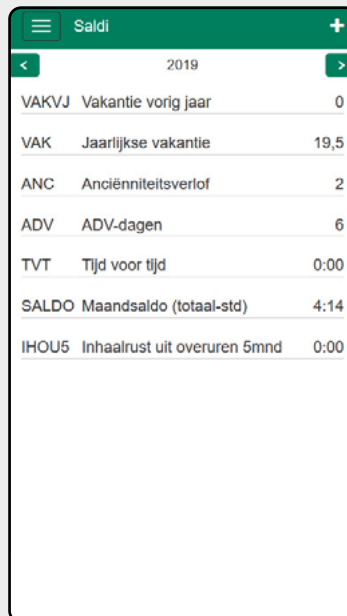 Saldi +
< 2019 >
VAKVJ Vakantie vorig jaar 0
VAK Jaarlijkse vakantie 19,5
ANC Anciënniteitsverlof 2
ADV ADV-dagen 6
TVT Tijd voor tijd 0:00
SALDO Maandsaldo (totaal-std) 4:14
IHOU5 Inhaalrust uit overuren 5mnd 0:00